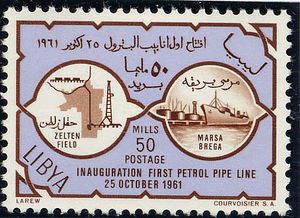 افتتاح اول انابيب البترول ٢٥ اكتوبر ١٩٦١
ليبيا
٥٠ مليما
بريد
مرسى بريقه
حقل زلطن
ZELTEN
FIELD
MILLS
50
POSTAGE
MARSA
BREGA
LIBYA
INAUGURATION FIRST PETROL PIPE LINE
25 OCTOBER 1961
LAREW
COURVOISIER S.A.